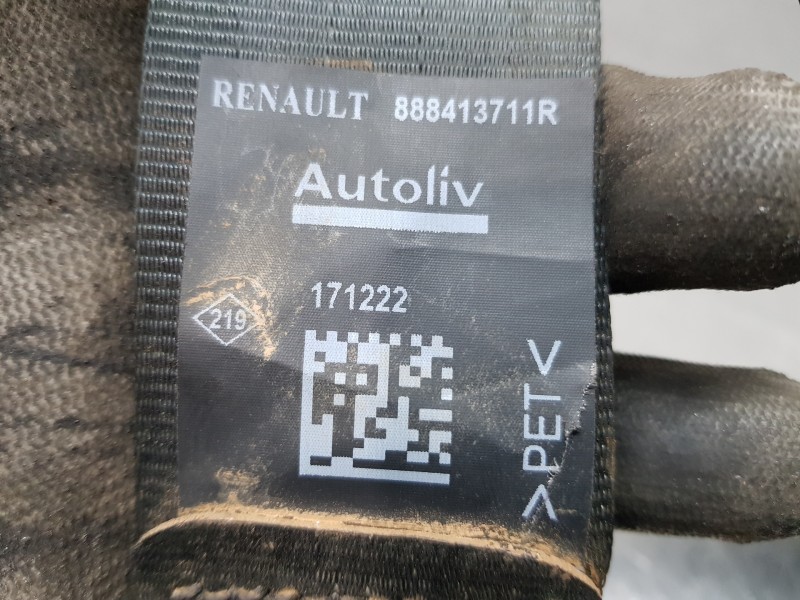 RENAULT 888413711R
Autoliv
171222
219
>PET<